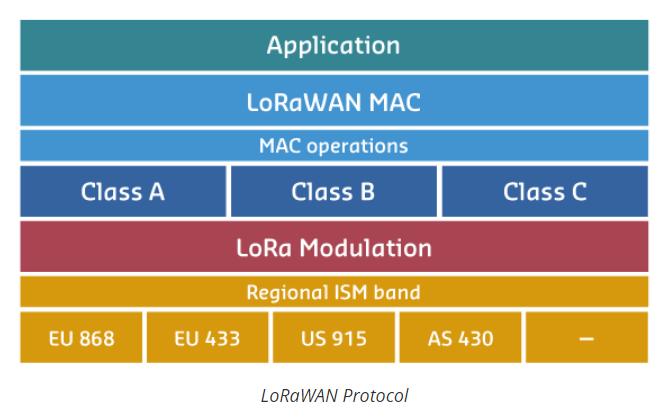 Application
LoRaWAN MAC
MAC operations
Class A Class B Class C
LoRa Modulation
Regional ISM band
EU 868 EU 433 US 915 AS 430 –
LoRaWAN Protocol